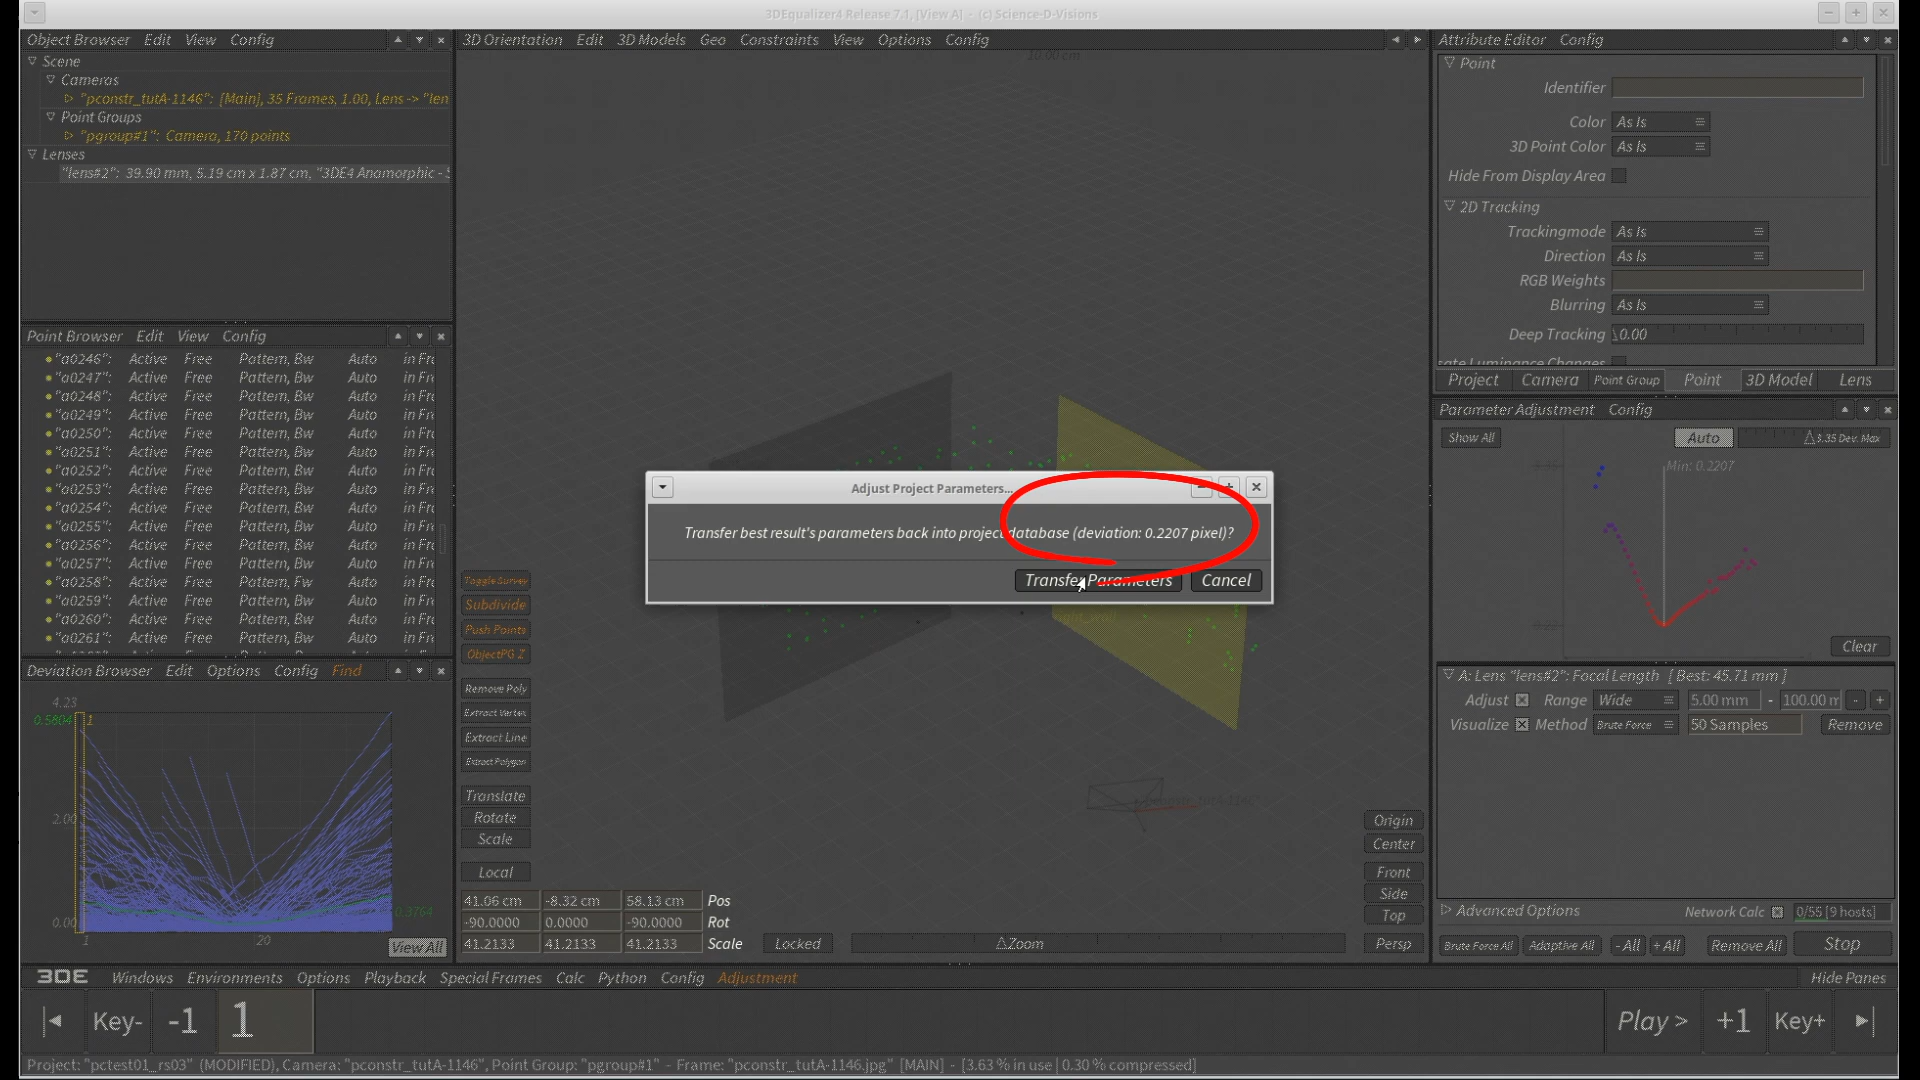 3DEqualizer4 Release 7.1, [View A] - (c) Science-D-Visions
Object Browser Edit View Config
Scene
Cameras
"pconstr_tutA-1146": [Main], 35 Frames, 1.00, Lens -> "len
Point Groups
"pgroup#1": Camera, 170 points
Lenses
"lens#2": 39.90 mm, 5.19 cm x 1.87 cm, "3DE4 Anamorphic - S
Point Browser Edit View Config
"a0246": Active Free Pattern, Bw Auto in Fr
"a0247": Active Free Pattern, Bw Auto in Fr
"a0248": Active Free Pattern, Bw Auto in Fr
"a0249": Active Free Pattern, Bw Auto in Fr
"a0250": Active Free Pattern, Bw Auto in Fr
"a0251": Active Free Pattern, Bw Auto in Fr
"a0252": Active Free Pattern, Bw Auto in Fr
"a0253": Active Free Pattern, Bw Auto in Fr
"a0254": Active Free Pattern, Bw Auto in Fr
"a0255": Active Free Pattern, Bw Auto in Fr
"a0256": Active Free Pattern, Bw Auto in Fr
"a0257": Active Free Pattern, Bw Auto in Fr
"a0258": Active Free Pattern, Fw Auto in Fr
"a0259": Active Free Pattern, Bw Auto in Fr
"a0260": Active Free Pattern, Bw Auto in Fr
"a0261": Active Free Pattern, Bw Auto in Fr
Deviation Browser Edit Options Config Find
4.23
0.5804 1
2.00
0.3764
0.00
1 20
View All
3D Orientation Edit 3D Models Geo Constraints View Options Config
10.00 cm
Adjust Project Parameters...
Transfer best result's parameters back into project database (deviation: 0.2207 pixel)?
Transfer Parameters Cancel
Toggle Survey
Subdivide
Push Points
ObjectPG Z
Remove Poly
Extract Vertex
Extract Line
Extract Polygon
Translate
Rotate
Scale
Local
41.06 cm -8.32 cm 58.13 cm Pos
-90.0000 0.0000 -90.0000 Rot
41.2133 41.2133 41.2133 Scale
Locked
Zoom
Origin
Center
Front
Side
Top
Persp
Attribute Editor Config
Point
Identifier
Color As Is
3D Point Color As Is
Hide From Display Area
2D Tracking
Trackingmode As Is
Direction As Is
RGB Weights
Blurring As Is
Deep Tracking 0.00
Project Camera Point Group Point 3D Model Lens
Parameter Adjustment Config
Show All Auto 3.35 Dev. Max
Min: 0.2207
Clear
A: Lens "lens#2": Focal Length [ Best: 45.71 mm ]
Adjust Range Wide 5.00 mm - 100.00 m - +
Visualize Method Brute Force 50 Samples Remove
Advanced Options Network Calc 0/55 [9 hosts]
Brute Force All Adaptive All - All + All Remove All Stop
3DE Windows Environments Options Playback Special Frames Calc Python Config Adjustment Hide Panes
Key- -1 1 Play > +1 Key+
Project: "pctest01_rs03" (MODIFIED), Camera: "pconstr_tutA-1146", Point Group: "pgroup#1" - Frame: "pconstr_tutA-1146.jpg" [MAIN] - [3.63 % in use | 0.30 % compressed]